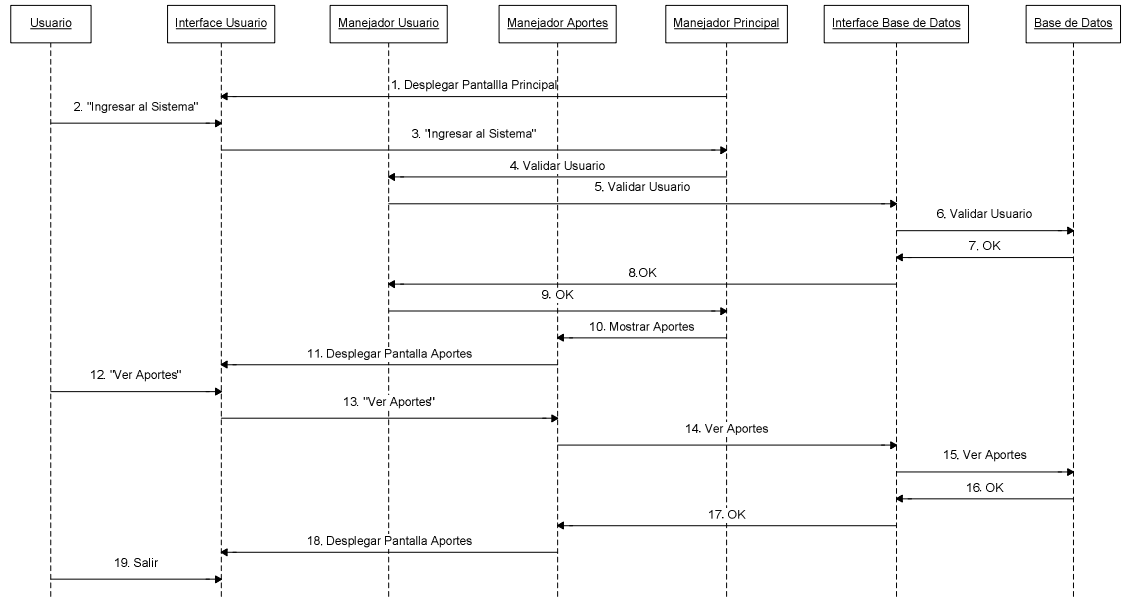 Usuario
Interface Usuario
Manejador Usuario
Manejador Aportes
Manejador Principal
Interface Base de Datos
Base de Datos
1. Desplegar Pantallla Principal
2. "Ingresar al Sistema"
3. "Ingresar al Sistema"
4. Validar Usuario
5. Validar Usuario
6. Validar Usuario
7. OK
8.OK
9. OK
10. Mostrar Aportes
11. Desplegar Pantalla Aportes
12. "Ver Aportes"
13. "Ver Aportes"
14. Ver Aportes
15. Ver Aportes
16. OK
17. OK
18. Desplegar Pantalla Aportes
19. Salir